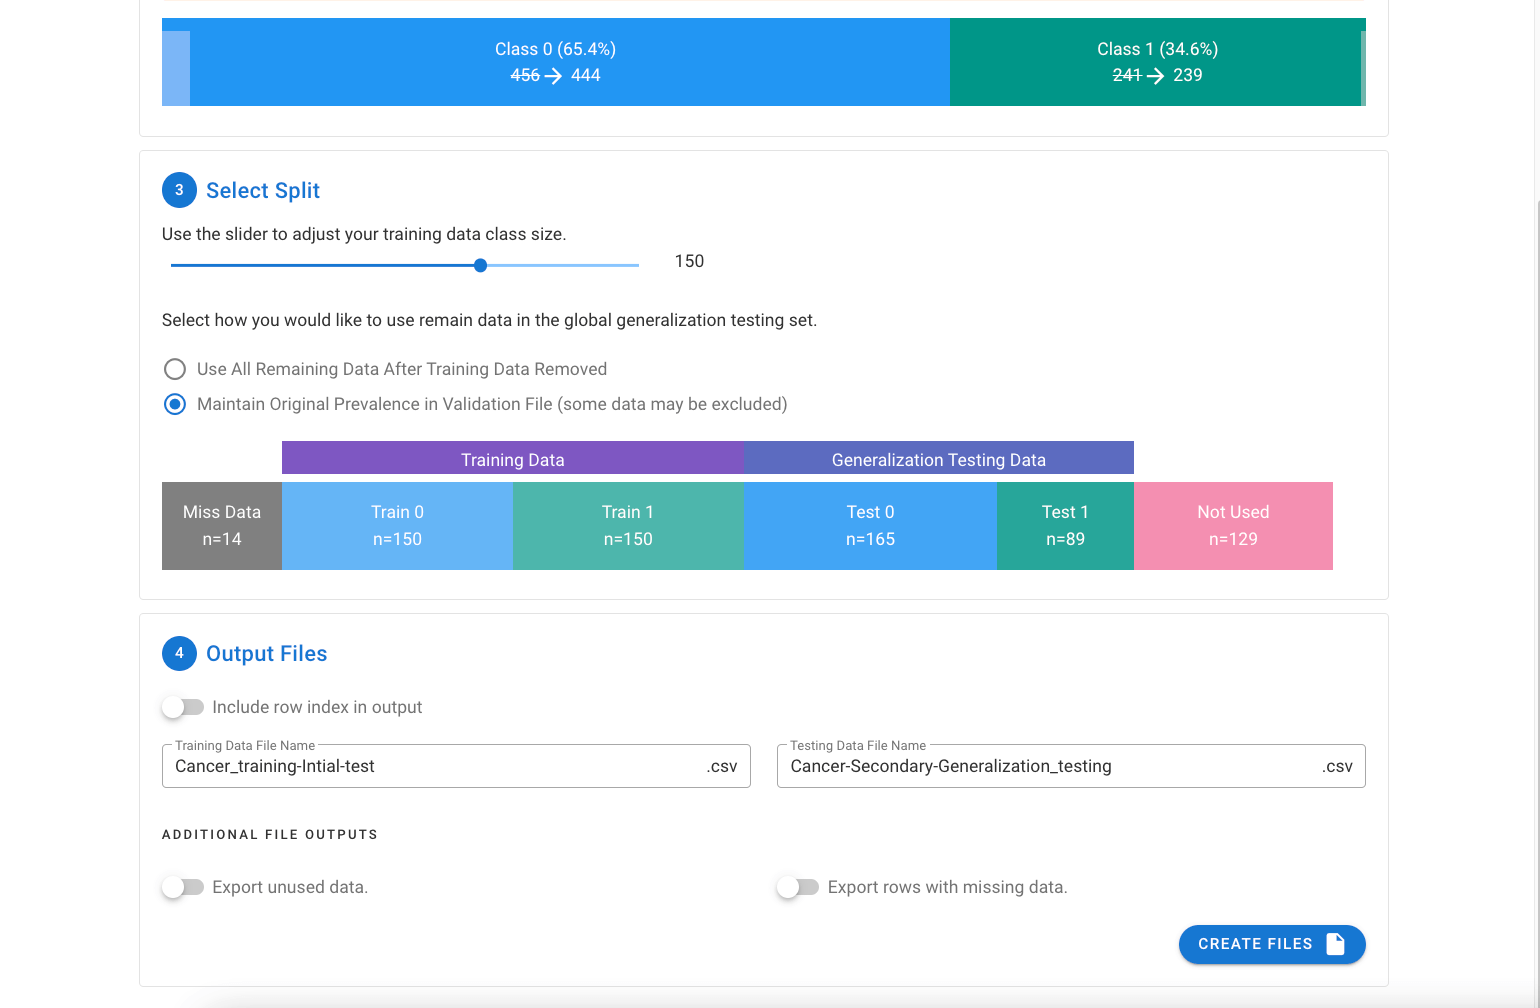 Class 0 (65.4%)
456 → 444
Class 1 (34.6%)
241 → 239
3 Select Split
Use the slider to adjust your training data class size.
150
Select how you would like to use remain data in the global generalization testing set.
Use All Remaining Data After Training Data Removed
Maintain Original Prevalence in Validation File (some data may be excluded)
Training Data
Generalization Testing Data
Miss Data
n=14
Train 0
n=150
Train 1
n=150
Test 0
n=165
Test 1
n=89
Not Used
n=129
4 Output Files
Include row index in output
Training Data File Name
Cancer_training-Intial-test .csv
Testing Data File Name
Cancer-Secondary-Generalization_testing .csv
ADDITIONAL FILE OUTPUTS
Export unused data.
Export rows with missing data.
CREATE FILES